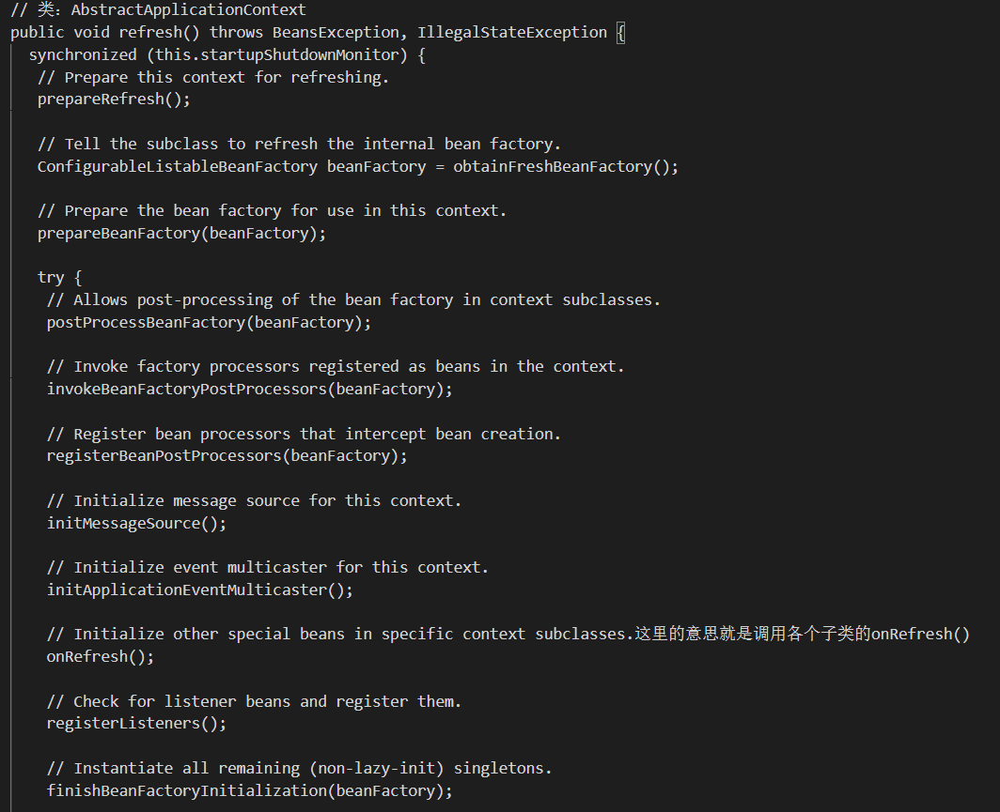 // 类：AbstractApplicationContext
public void refresh() throws BeansException, IllegalStateException {
synchronized (this.startupShutdownMonitor) {
// Prepare this context for refreshing.
prepareRefresh();
// Tell the subclass to refresh the internal bean factory.
ConfigurableListableBeanFactory beanFactory = obtainFreshBeanFactory();
// Prepare the bean factory for use in this context.
prepareBeanFactory(beanFactory);
try {
// Allows post-processing of the bean factory in context subclasses.
postProcessBeanFactory(beanFactory);
// Invoke factory processors registered as beans in the context.
invokeBeanFactoryPostProcessors(beanFactory);
// Register bean processors that intercept bean creation.
registerBeanPostProcessors(beanFactory);
// Initialize message source for this context.
initMessageSource();
// Initialize event multicaster for this context.
initApplicationEventMulticaster();
// Initialize other special beans in specific context subclasses.这里的意思就是调用各个子类的onRefresh()
onRefresh();
// Check for listener beans and register them.
registerListeners();
// Instantiate all remaining (non-lazy-init) singletons.
finishBeanFactoryInitialization(beanFactory);